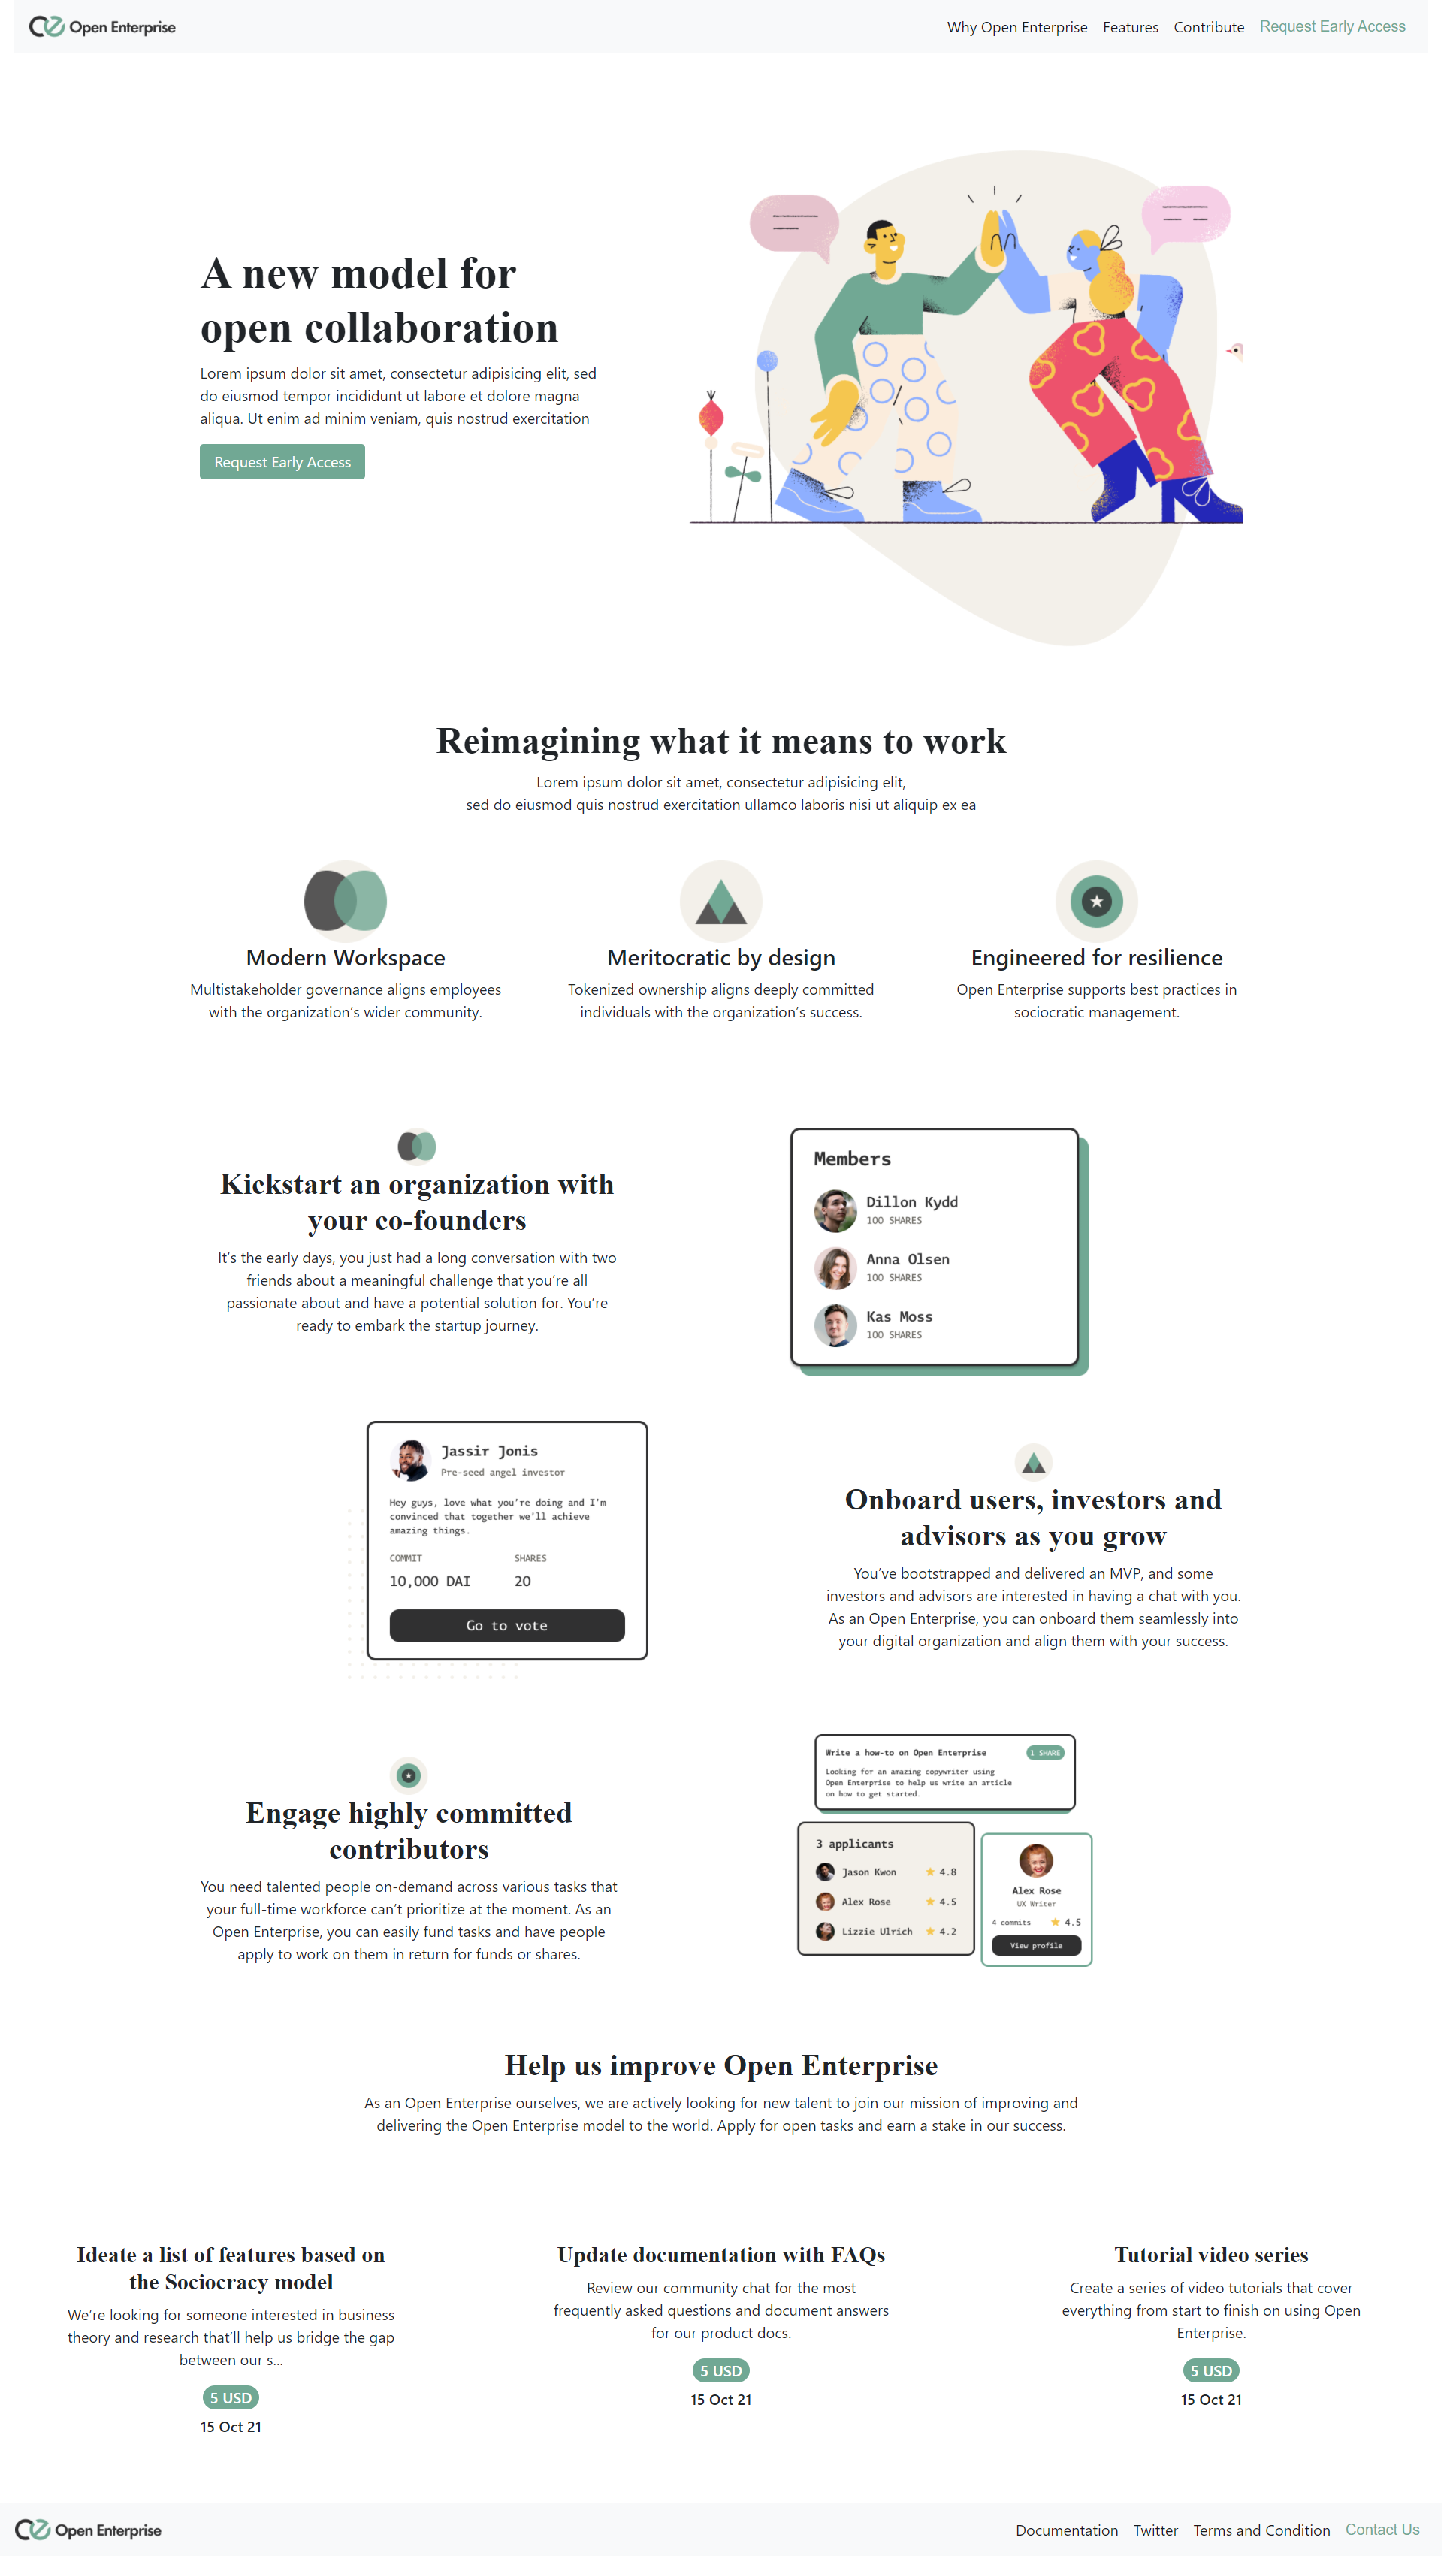 Open Enterprise
Why Open Enterprise Features Contribute Request Early Access
A new model for
open collaboration
Lorem ipsum dolor sit amet, consectetur adipisicing elit, sed
do eiusmod tempor incididunt ut labore et dolore magna
aliqua. Ut enim ad minim veniam, quis nostrud exercitation
Request Early Access
Reimagining what it means to work
Lorem ipsum dolor sit amet, consectetur adipisicing elit,
sed do eiusmod quis nostrud exercitation ullamco laboris nisi ut aliquip ex ea
Modern Workspace
Multistakeholder governance aligns employees
with the organization’s wider community.
Meritocratic by design
Tokenized ownership aligns deeply committed
individuals with the organization’s success.
Engineered for resilience
Open Enterprise supports best practices in
sociocratic management.
Kickstart an organization with
your co-founders
It’s the early days, you just had a long conversation with two
friends about a meaningful challenge that you’re all
passionate about and have a potential solution for. You’re
ready to embark the startup journey.
Members
Dillon Kydd
100 SHARES
Anna Olsen
100 SHARES
Kas Moss
100 SHARES
Jassir Jonis
Pre-seed angel investor
Hey guys, love what you’re doing and I’m
convinced that together we’ll achieve
amazing things.
COMMIT SHARES
10,000 DAI 20
Go to vote
Onboard users, investors and
advisors as you grow
You’ve bootstrapped and delivered an MVP, and some
investors and advisors are interested in having a chat with you.
As an Open Enterprise, you can onboard them seamlessly into
your digital organization and align them with your success.
Engage highly committed
contributors
You need talented people on-demand across various tasks that
your full-time workforce can’t prioritize at the moment. As an
Open Enterprise, you can easily fund tasks and have people
apply to work on them in return for funds or shares.
Write a how-to on Open Enterprise 1 SHARE
Looking for an amazing copywriter using
Open Enterprise to help us write an article
on how to get started.
3 applicants
Jason Kwon 4.8
Alex Rose 4.5
Lizzie Ulrich 4.2
Alex Rose
UX Writer
4 commits 4.5
View profile
Help us improve Open Enterprise
As an Open Enterprise ourselves, we are actively looking for new talent to join our mission of improving and
delivering the Open Enterprise model to the world. Apply for open tasks and earn a stake in our success.
Ideate a list of features based on
the Sociocracy model
We’re looking for someone interested in business
theory and research that’ll help us bridge the gap
between our s...
5 USD
15 Oct 21
Update documentation with FAQs
Review our community chat for the most
frequently asked questions and document answers
for our product docs.
5 USD
15 Oct 21
Tutorial video series
Create a series of video tutorials that cover
everything from start to finish on using Open
Enterprise.
5 USD
15 Oct 21
Open Enterprise
Documentation Twitter Terms and Condition Contact Us